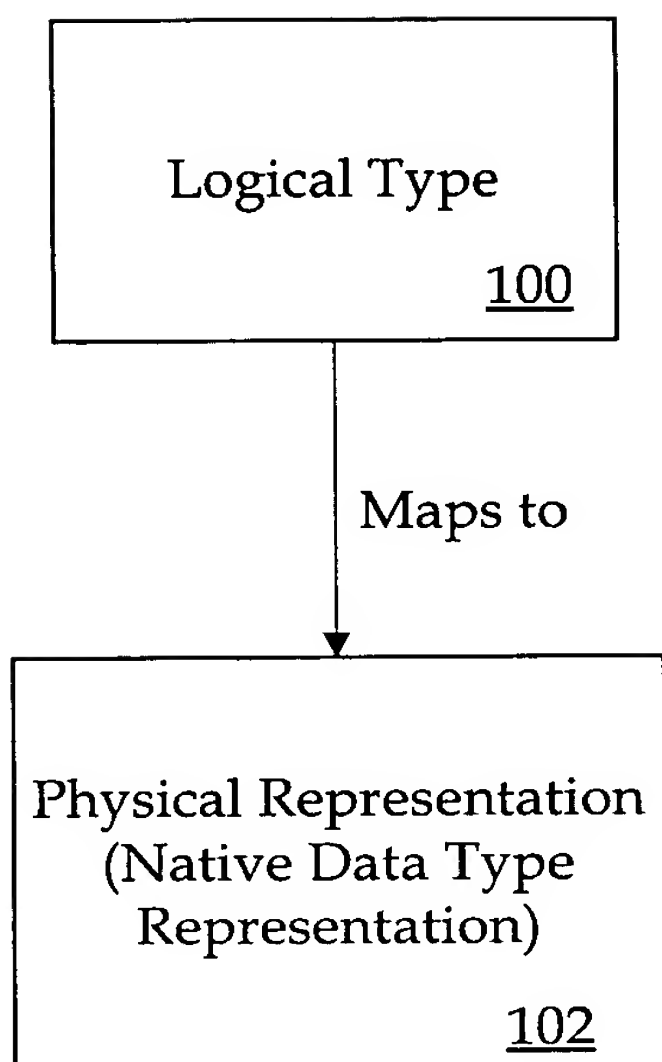 Logical Type
100
Maps to
Physical Representation
(Native Data Type
Representation)
102